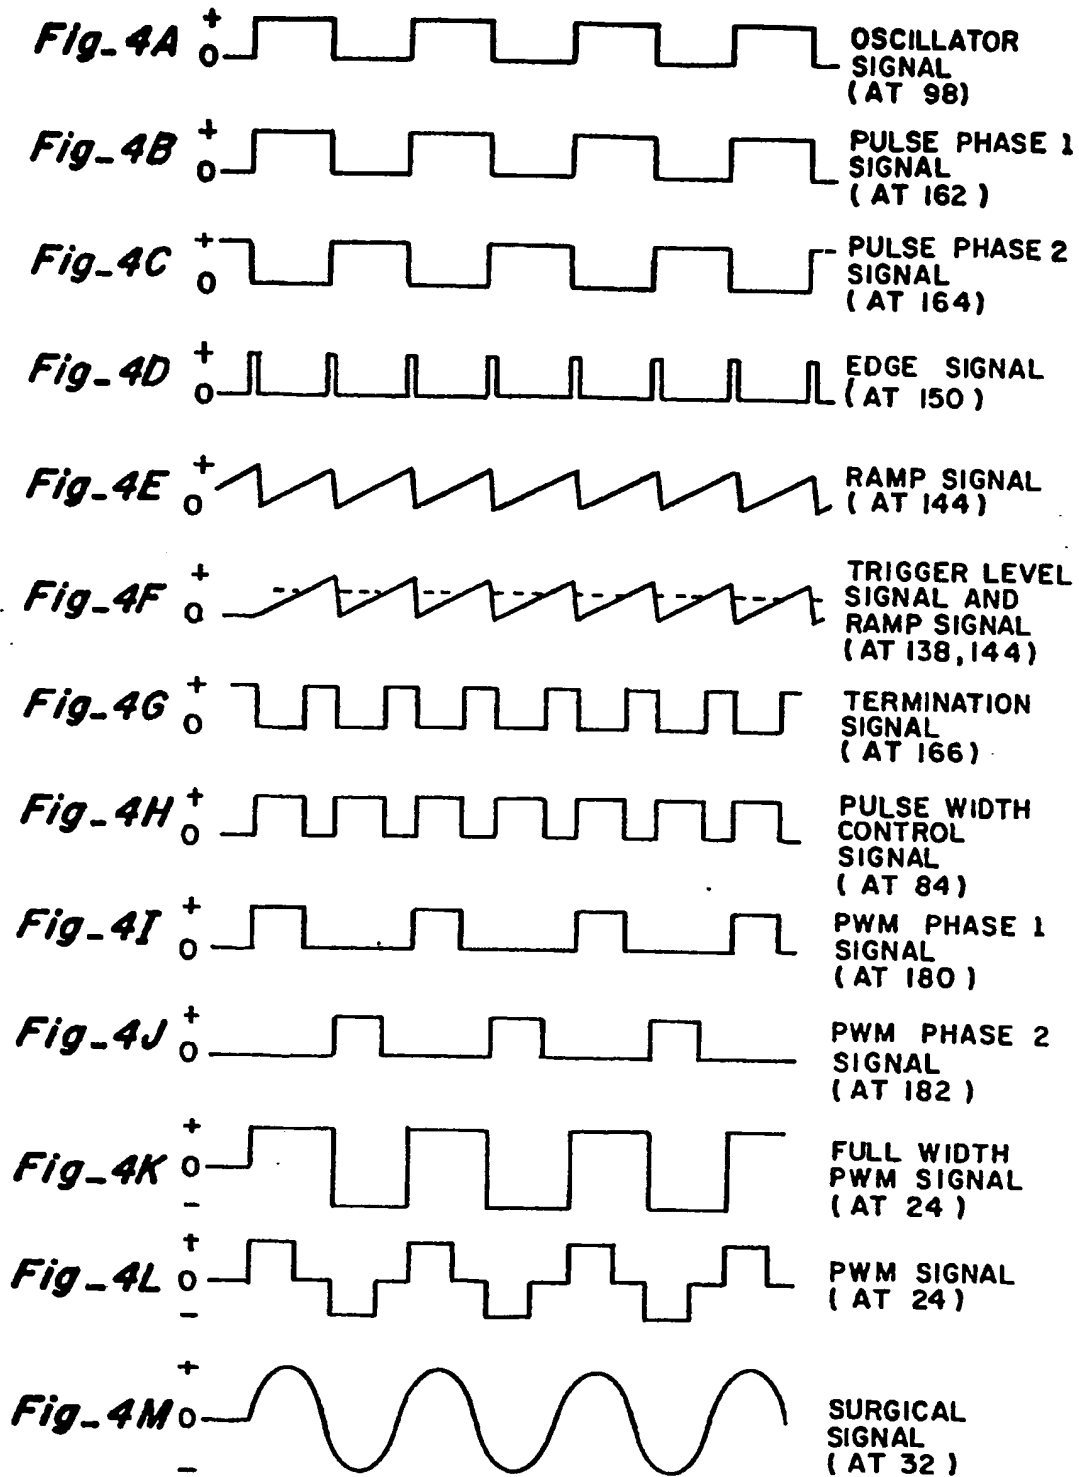 Fig_4A + 0 OSCILLATOR
SIGNAL
(AT 98)
Fig_4B + 0 PULSE PHASE 1
SIGNAL
(AT 162)
Fig_4C + 0 PULSE PHASE 2
SIGNAL
(AT 164)
Fig_4D + 0 EDGE SIGNAL
(AT 150)
Fig_4E + 0 RAMP SIGNAL
(AT 144)
Fig_4F + 0 TRIGGER LEVEL
SIGNAL AND
RAMP SIGNAL
(AT 138,144)
Fig_4G + 0 TERMINATION
SIGNAL
(AT 166)
Fig_4H + 0 PULSE WIDTH
CONTROL
SIGNAL
(AT 84)
Fig_4I + 0 PWM PHASE 1
SIGNAL
(AT 180)
Fig_4J + 0 PWM PHASE 2
SIGNAL
(AT 182)
Fig_4K + 0 - FULL WIDTH
PWM SIGNAL
(AT 24)
Fig_4L + 0 - PWM SIGNAL
(AT 24)
Fig_4M + 0 - SURGICAL
SIGNAL
(AT 32)